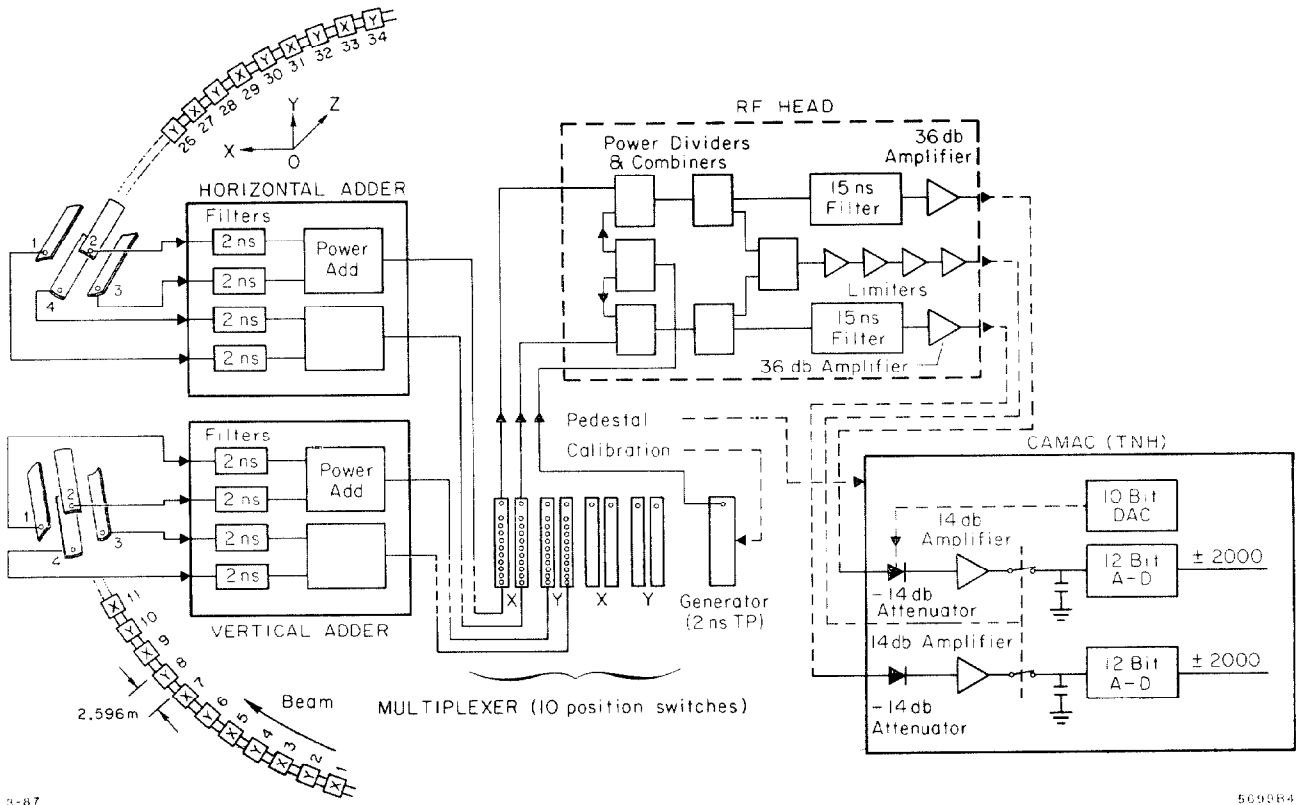 Y
34
X
33
Y
32
X
31
Y
30
X
29
Y
28
X
27
Y
26
Y
Z
X
O
HORIZONTAL ADDER
Filters
2 ns
2 ns
2 ns
2 ns
Power
Add
1
2
3
4
RF HEAD
Power Dividers
& Combiners
36 db
Amplifier
15 ns
Filter
Limiters
15 ns
Filter
36 db Amplifier
Pedestal
Calibration
VERTICAL ADDER
Filters
2 ns
2 ns
2 ns
2 ns
Power
Add
1
2
3
4
X
Y
X
Y
Generator
(2 ns TP)
MULTIPLEXER (10 position switches)
CAMAC (TNH)
10 Bit
DAC
14 db
Amplifier
12 Bit
A-D
± 2000
-14 db
Attenuator
14 db Amplifier
12 Bit
A-D
± 2000
-14 db
Attenuator
X
11
Y
10
X
9
Y
8
X
7
Y
6
X
5
Y
4
X
3
Y
2
X
1
2.596m
Beam
9-87
5699B4